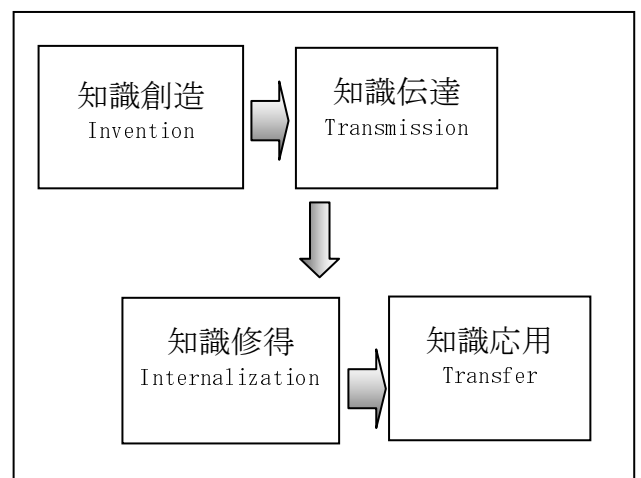 知識創造
Invention
知識伝達
Transmission
知識修得
Internalization
知識応用
Transfer